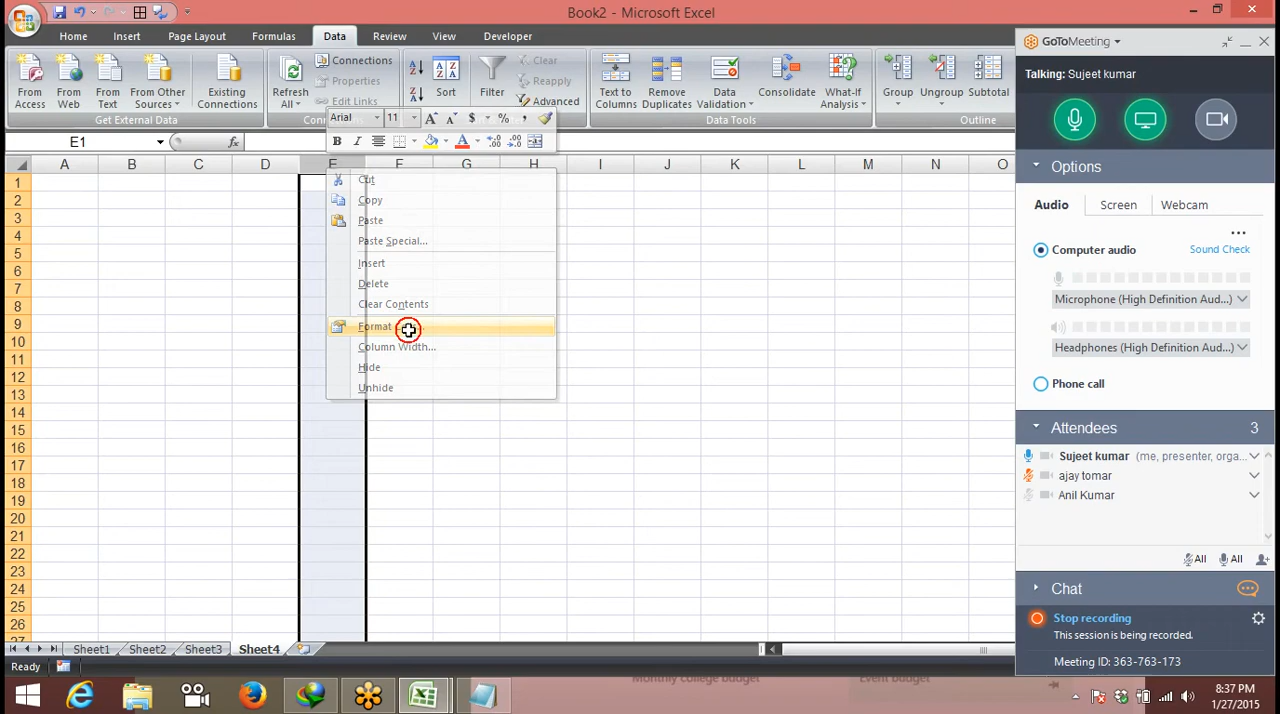 Book2 - Microsoft Excel
Home Insert Page Layout Formulas Data Review View Developer
From Access
From Web
From Text
From Other Sources
Existing Connections
Get External Data
Refresh All
Connections
Properties
Edit Links
Sort
Filter
Clear
Reapply
Advanced
Text to Columns
Remove Duplicates
Data Validation
Consolidate
What-If Analysis
Data Tools
Group
Ungroup
Subtotal
Outline
Arial 11 A A $ % ,
B I A
E1 fx
A B C D E F G H I J K L M N O
1
2
3
4
5
6
7
8
9
10
11
12
13
14
15
16
17
18
19
20
21
22
23
24
25
26
27
Cut
Copy
Paste
Paste Special...
Insert
Delete
Clear Contents
Format
Column Width...
Hide
Unhide
Sheet1 Sheet2 Sheet3 Sheet4
Ready
GoToMeeting
Talking: Sujeet kumar
Options
Audio Screen Webcam
Computer audio Sound Check
Microphone (High Definition Aud...)
Headphones (High Definition Aud...)
Phone call
Attendees 3
Sujeet kumar (me, presenter, orga...
ajay tomar
Anil Kumar
All All
Chat
Stop recording
This session is being recorded.
Meeting ID: 363-763-173
Monthly college budget Event budget
8:37 PM
1/27/2015